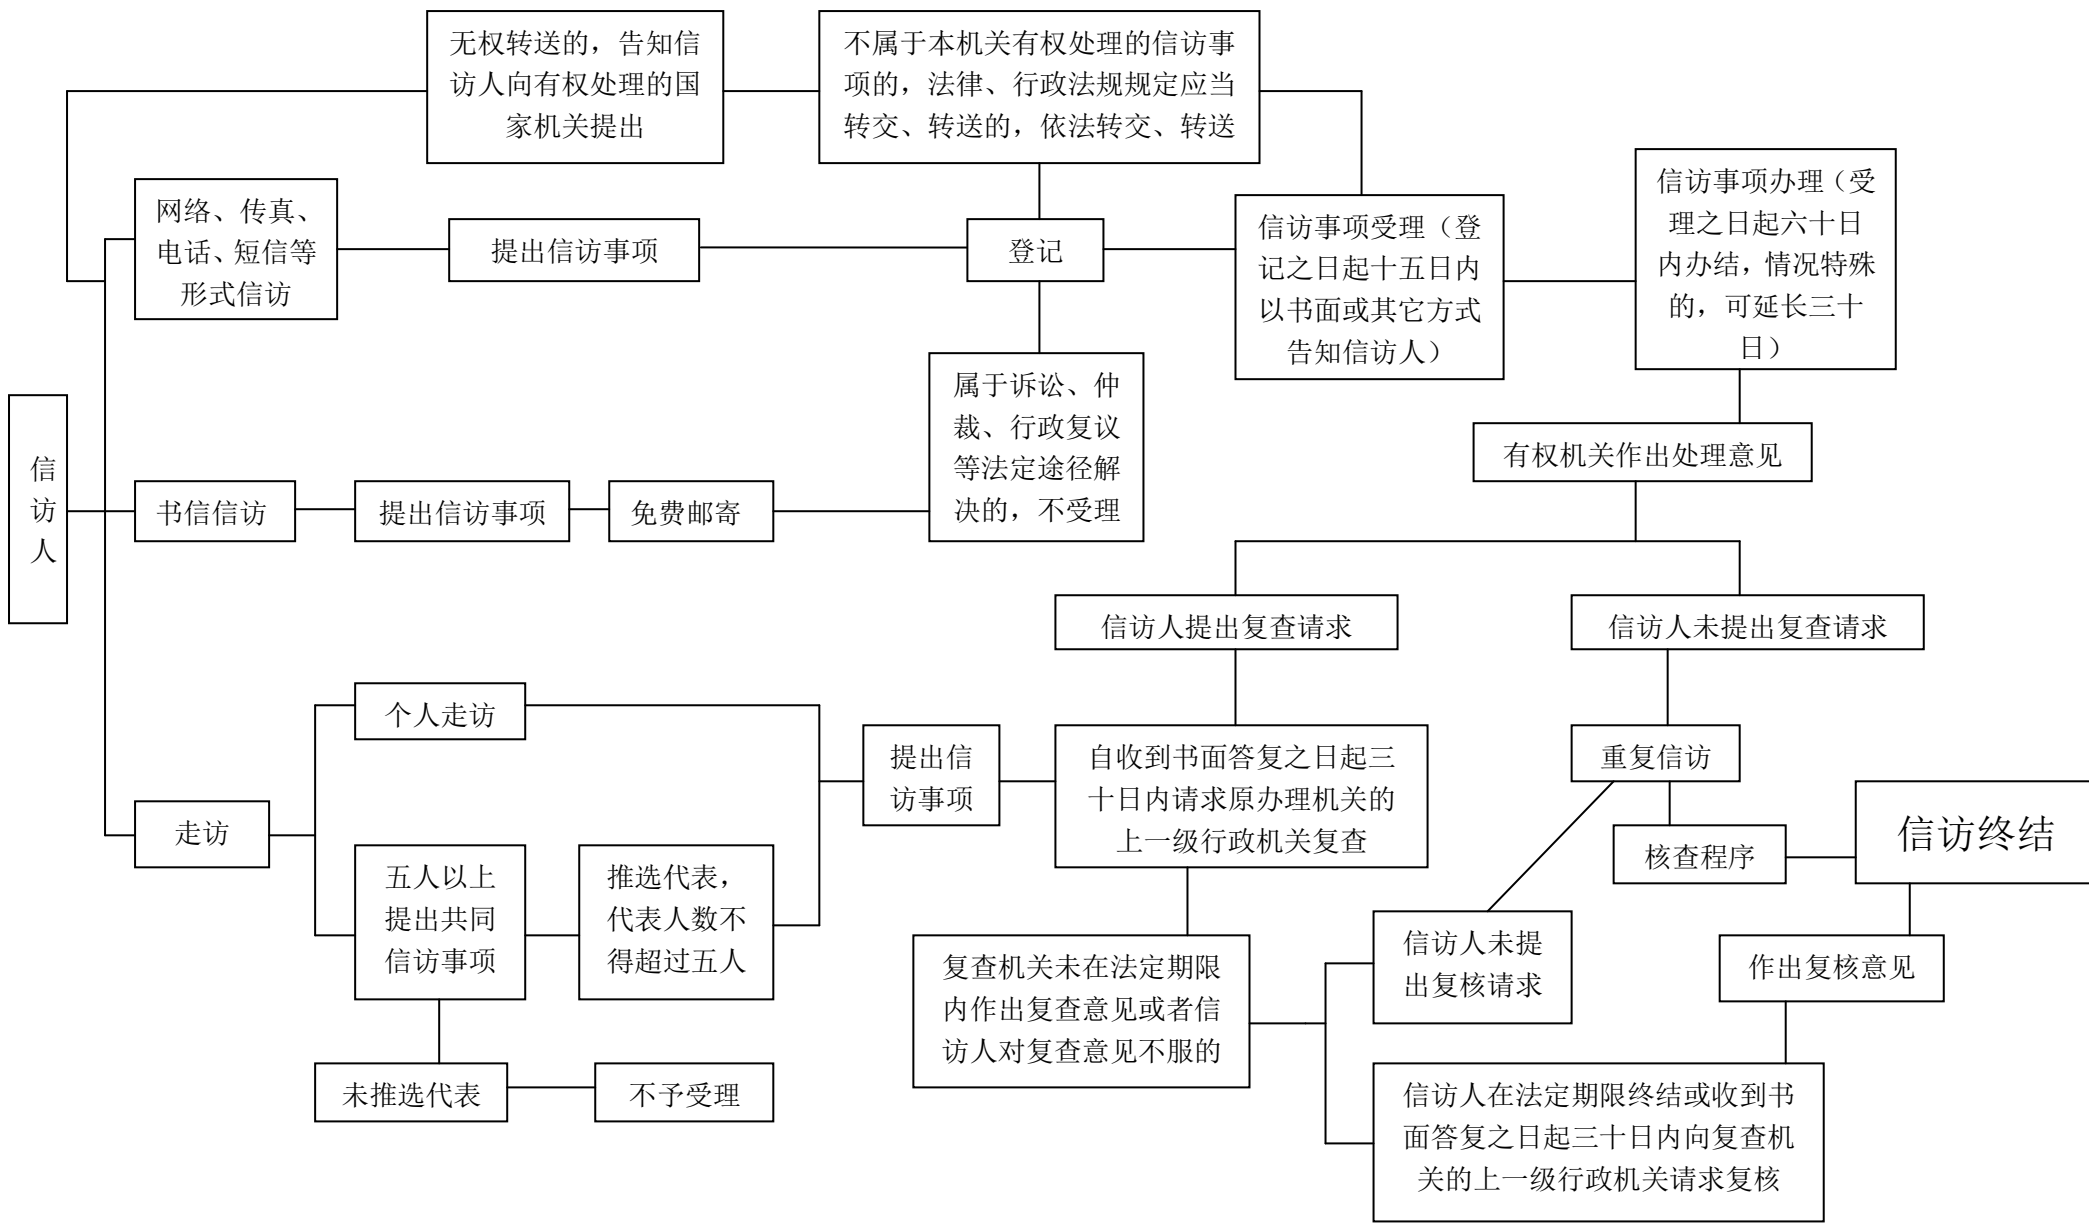 无权转送的，告知信
访人向有权处理的国
家机关提出
不属于本机关有权处理的信访事
项的，法律、行政法规规定应当
转交、转送的，依法转交、转送
网络、传真、
电话、短信等
形式信访
提出信访事项
登记
信访事项受理（登
记之日起十五日内
以书面或其它方式
告知信访人）
信访事项办理（受
理之日起六十日
内办结，情况特殊
的，可延长三十
日）
属于诉讼、仲
裁、行政复议
等法定途径解
决的，不受理
有权机关作出处理意见
信
访
人
书信信访
提出信访事项
免费邮寄
信访人提出复查请求
信访人未提出复查请求
个人走访
提出信
访事项
自收到书面答复之日起三
十日内请求原办理机关的
上一级行政机关复查
重复信访
走访
核查程序
信访终结
五人以上
提出共同
信访事项
推选代表，
代表人数不
得超过五人
复查机关未在法定期限
内作出复查意见或者信
访人对复查意见不服的
信访人未提
出复核请求
作出复核意见
未推选代表
不予受理
信访人在法定期限终结或收到书
面答复之日起三十日内向复查机
关的上一级行政机关请求复核